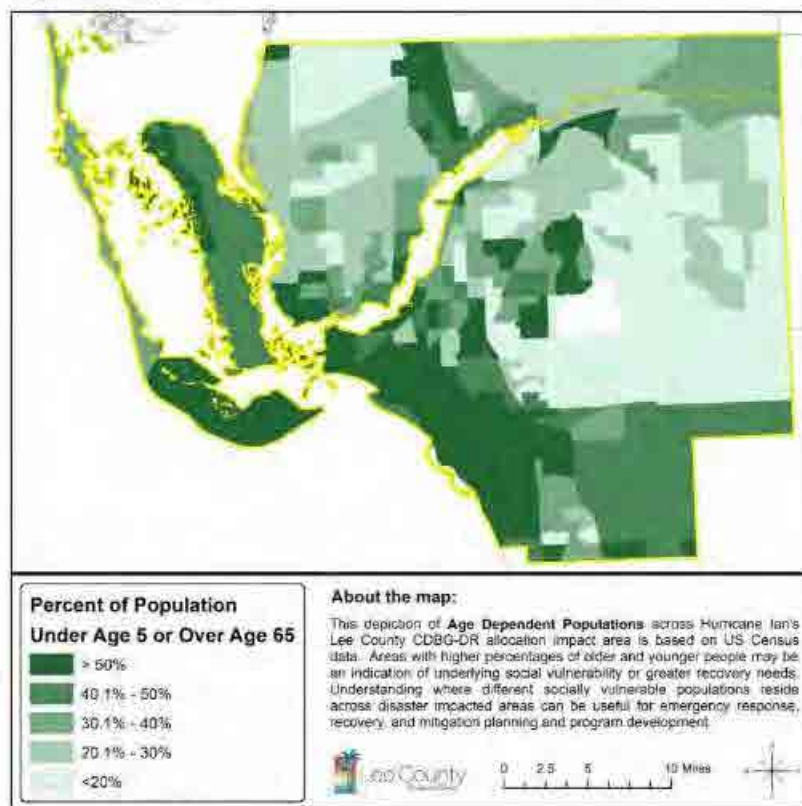 Percent of Population
Under Age 5 or Over Age 65
> 50%
40.1% - 50%
30.1% - 40%
20.1% - 30%
<20%
About the map:
This depiction of Age Dependent Populations across Hurricane Ian's
Lee County CDBG-DR allocation impact area is based on US Census
data. Areas with higher percentages of older and younger people may be
an indication of underlying social vulnerability or greater recovery needs.
Understanding where different socially vulnerable populations reside
across disaster impacted areas can be useful for emergency response,
recovery, and mitigation planning and program development
Lee County
0 2.5 5 10 Miles